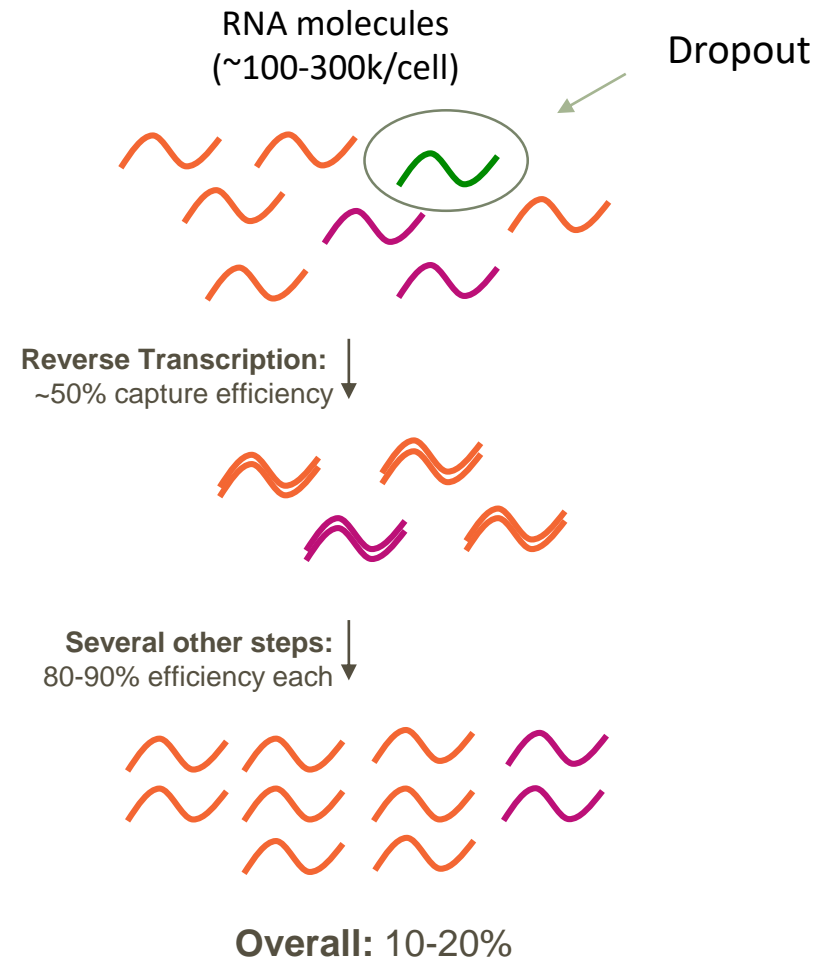 RNA molecules
(~100-300k/cell)
Dropout
Reverse Transcription:
~50% capture efficiency
Several other steps:
80-90% efficiency each
Overall: 10-20%